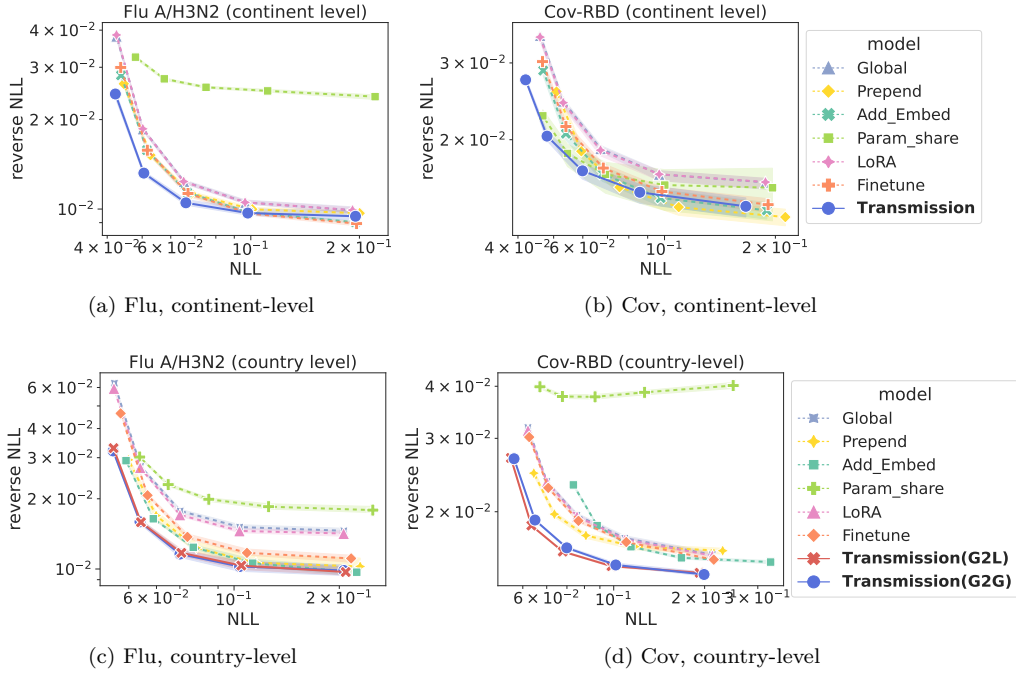 Flu A/H3N2 (continent level)
4 × 10⁻²
3 × 10⁻²
2 × 10⁻²
10⁻²
reverse NLL
4 × 10⁻² 6 × 10⁻² 10⁻¹ 2 × 10⁻¹
NLL
(a) Flu, continent-level
Cov-RBD (continent level)
3 × 10⁻²
2 × 10⁻²
reverse NLL
4 × 10⁻² 6 × 10⁻² 10⁻¹ 2 × 10⁻¹
NLL
(b) Cov, continent-level
model
Global
Prepend
Add_Embed
Param_share
LoRA
Finetune
Transmission
Flu A/H3N2 (country level)
6 × 10⁻²
4 × 10⁻²
3 × 10⁻²
2 × 10⁻²
10⁻²
reverse NLL
6 × 10⁻² 10⁻¹ 2 × 10⁻¹
NLL
(c) Flu, country-level
Cov-RBD (country-level)
4 × 10⁻²
3 × 10⁻²
2 × 10⁻²
reverse NLL
6 × 10⁻² 10⁻¹ 2 × 10⁻¹ 3 × 10⁻¹
NLL
(d) Cov, country-level
model
Global
Prepend
Add_Embed
Param_share
LoRA
Finetune
Transmission(G2L)
Transmission(G2G)